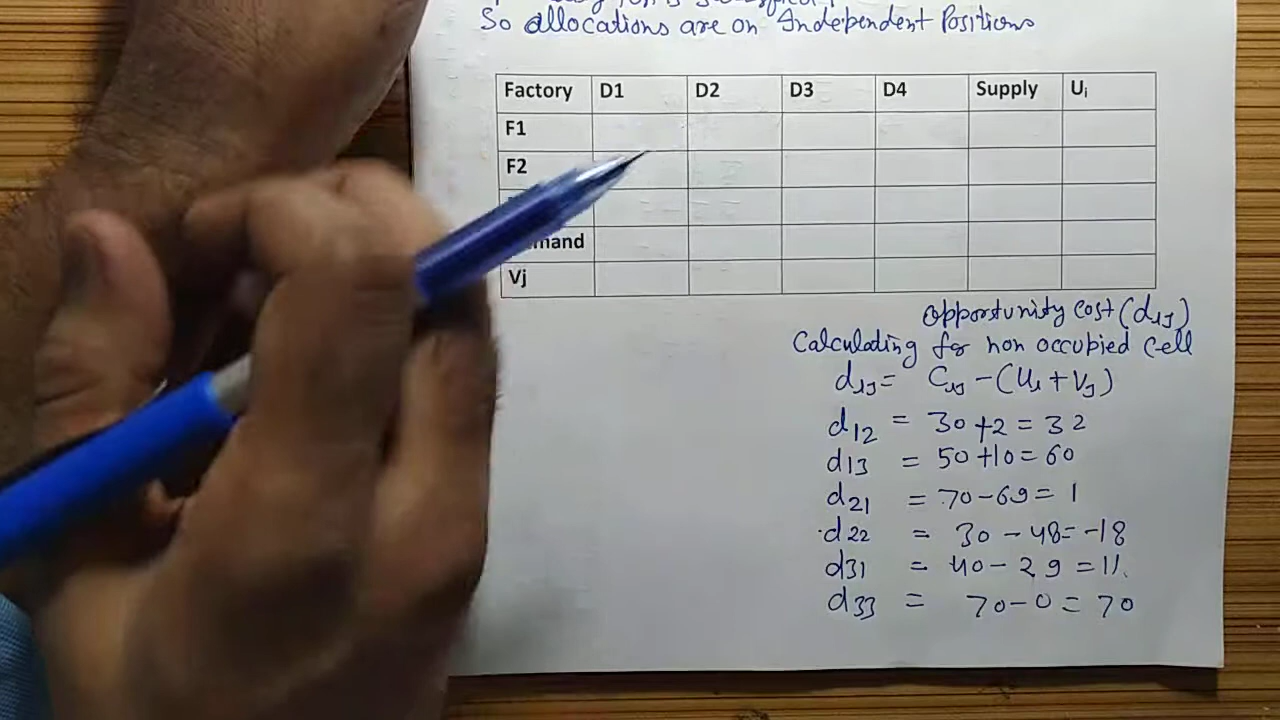 So allocations are on Independent Positions
Factory D1 D2 D3 D4 Supply Ui
F1
F2
mand
Vj
Opportunity cost (dij)
Calculating for non occupied cell
dij = Cij - (Ui + Vj)
d12 = 30+2 = 32
d13 = 50+10 = 60
d21 = 70-69 = 1
d22 = 30-48 = -18
d31 = 40-29 = 11.
d33 = 70-0 = 70